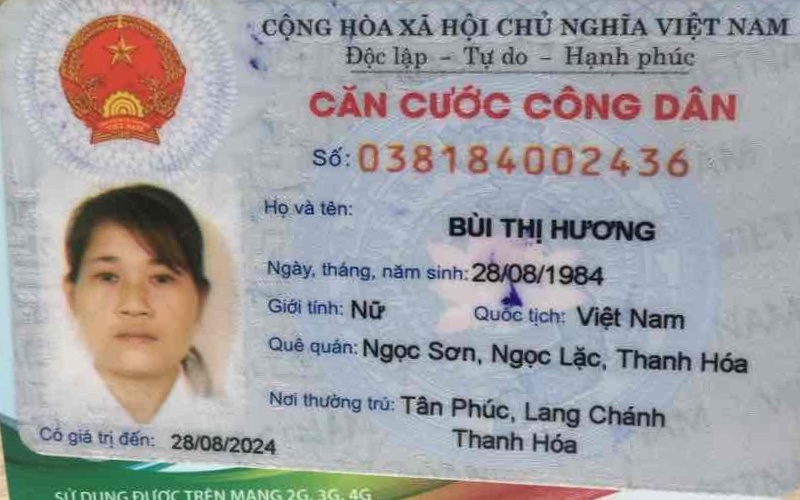 CỘNG HÒA XÃ HỘI CHỦ NGHĨA VIỆT NAM
Độc lập – Tự do – Hạnh phúc
CĂN CƯỚC CÔNG DÂN
Số: 038184002436
Họ và tên:
BÙI THỊ HƯƠNG
Ngày, tháng, năm sinh: 28/08/1984
Giới tính: Nữ Quốc tịch: Việt Nam
Quê quán: Ngọc Sơn, Ngọc Lặc, Thanh Hóa
Nơi thường trú: Tân Phúc, Lang Chánh
Thanh Hóa
Có giá trị đến: 28/08/2024
SỬ DỤNG ĐƯỢC TRÊN MẠNG 2G, 3G, 4G